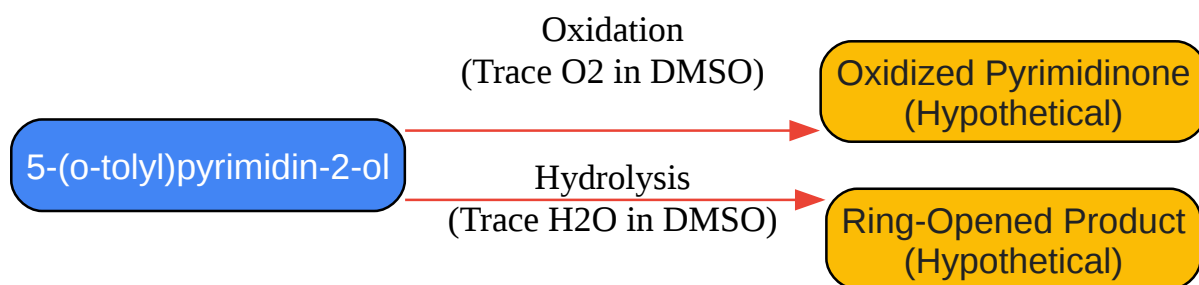 Oxidation
(Trace O2 in DMSO)
Oxidized Pyrimidinone
(Hypothetical)
5-(o-tolyl)pyrimidin-2-ol
Hydrolysis
(Trace H2O in DMSO)
Ring-Opened Product
(Hypothetical)